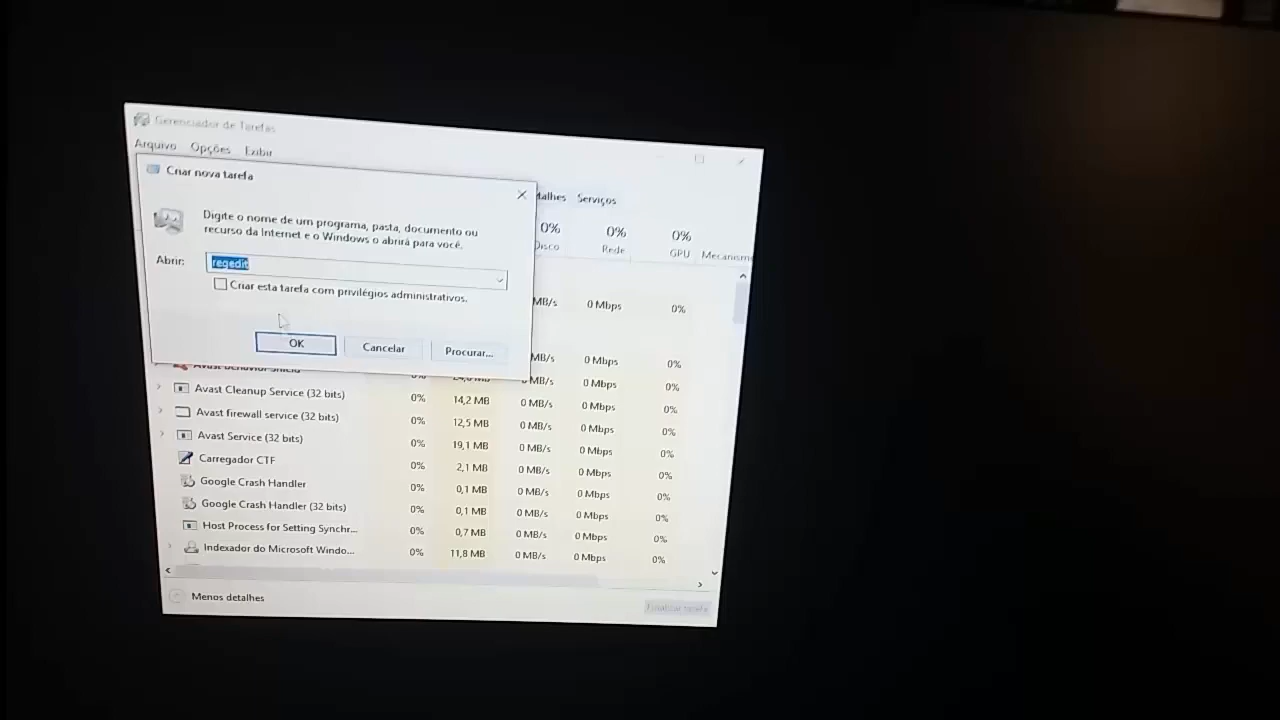 Gerenciador de Tarefas
Arquivo Opções Exibir
Criar nova tarefa
Digite o nome de um programa, pasta, documento ou
recurso da Internet e o Windows o abrirá para você.
Abrir: regedit
Criar esta tarefa com privilégios administrativos.
OK Cancelar Procurar...
talhes Serviços
0% 0% 0%
Disco Rede GPU Mecanism
MB/s 0 Mbps 0%
MB/s 0 Mbps 0%
Avast Behavior Shield 0% MB MB/s 0 Mbps 0%
Avast Cleanup Service (32 bits) 0% 14,2 MB 0 MB/s 0 Mbps 0%
Avast firewall service (32 bits) 0% 12,5 MB 0 MB/s 0 Mbps 0%
Avast Service (32 bits) 0% 19,1 MB 0 MB/s 0 Mbps 0%
Carregador CTF 0% 2,1 MB 0 MB/s 0 Mbps 0%
Google Crash Handler 0% 0,1 MB 0 MB/s 0 Mbps 0%
Google Crash Handler (32 bits) 0% 0,1 MB 0 MB/s 0 Mbps 0%
Host Process for Setting Synchr... 0% 0,7 MB 0 MB/s 0 Mbps 0%
Indexador do Microsoft Windo... 0% 11,8 MB 0 MB/s 0 Mbps 0%
Menos detalhes
Finalizar tarefa